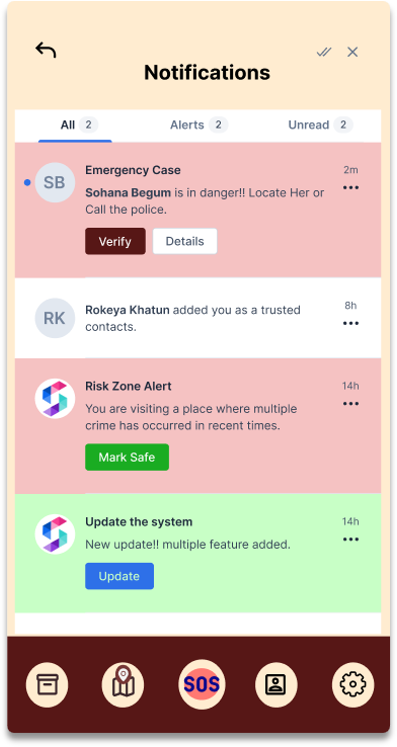 Notifications
All 2 Alerts 2 Unread 2
Emergency Case 2m
SB
Sohana Begum is in danger!! Locate Her or
Call the police.
Verify Details
8h
RK
Rokeya Khatun added you as a trusted
contacts.
Risk Zone Alert 14h
You are visiting a place where multiple
crime has occurred in recent times.
Mark Safe
Update the system 14h
New update!! multiple feature added.
Update
SOS